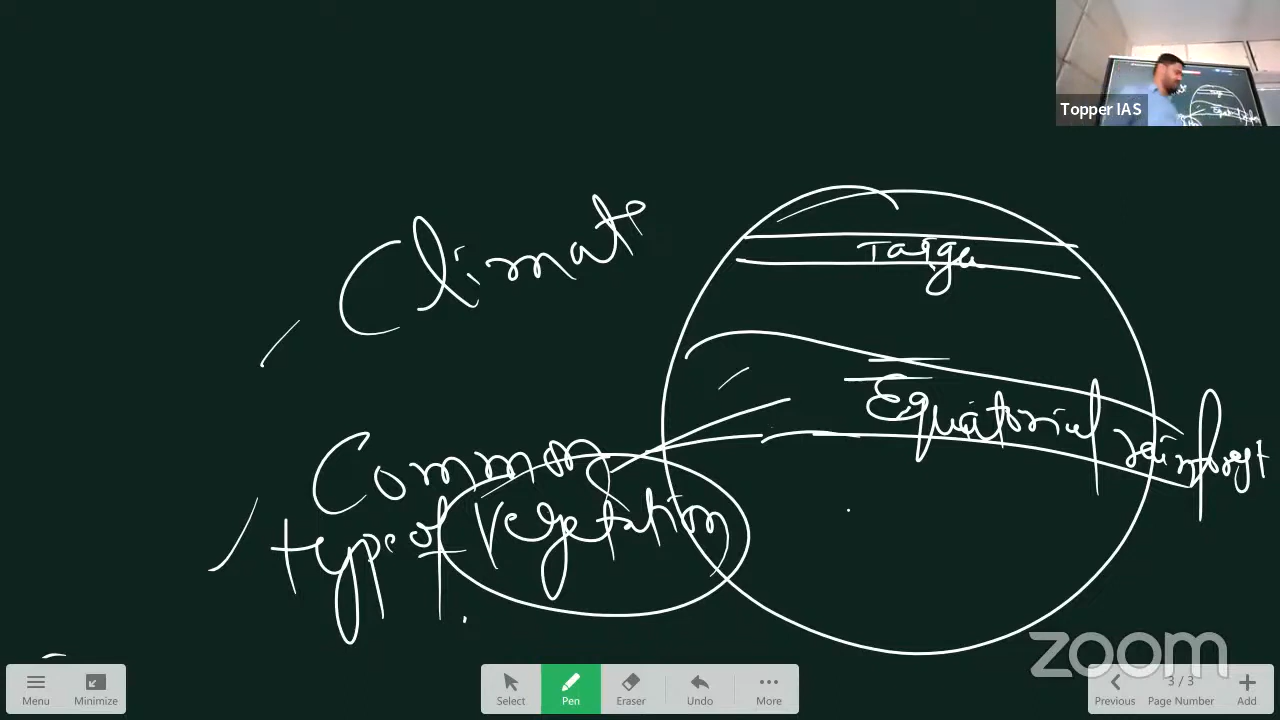 Topper IAS
Climate
Taiga
Equatorial rainforest
Common
type of vegetation
zoom
Menu
Minimize
Select
Pen
Eraser
Undo
More
Previous
3 / 3
Page Number
Add